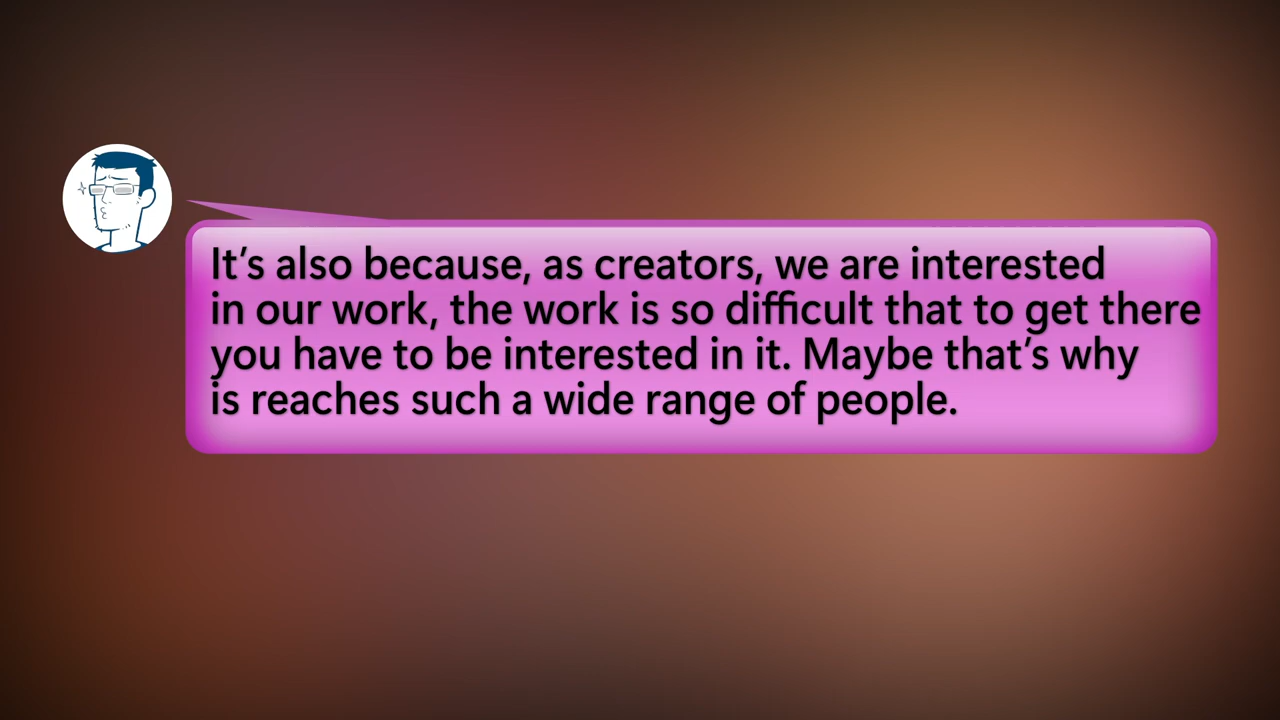 It’s also because, as creators, we are interested
in our work, the work is so difficult that to get there
you have to be interested in it. Maybe that’s why
is reaches such a wide range of people.